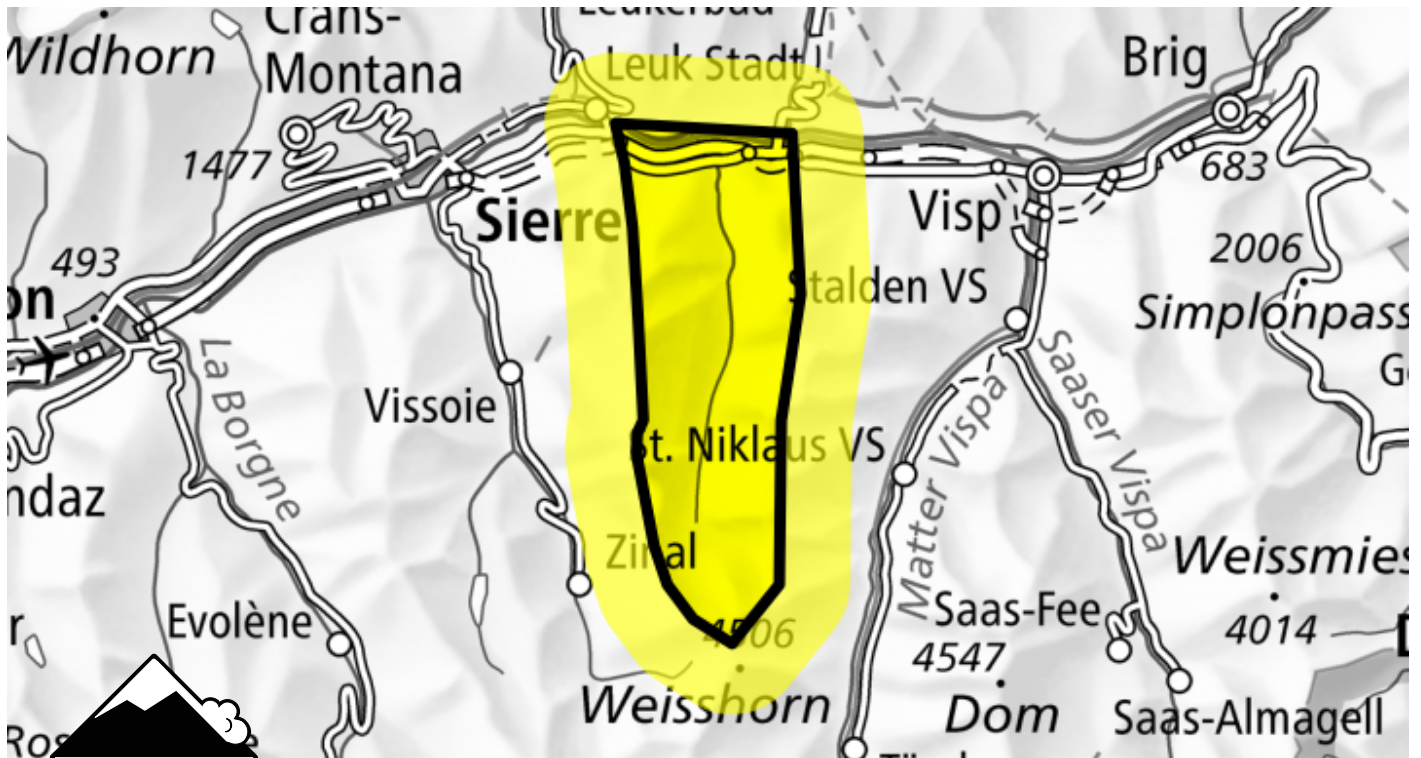 Leukerbad
Crans-
Montana
Wildhorn
Leuk Stadt
Brig
1477
683
Sierre
Visp
493
2006
Stalden VS
Simplonpass
La Borgne
Saaser Vispa
Vissoie
St. Niklaus VS
Matter Vispa
ndaz
Zinal
Weissmies
Evolène
4506
Saas-Fee
4014
4547
Weisshorn
Dom
Saas-Almagell